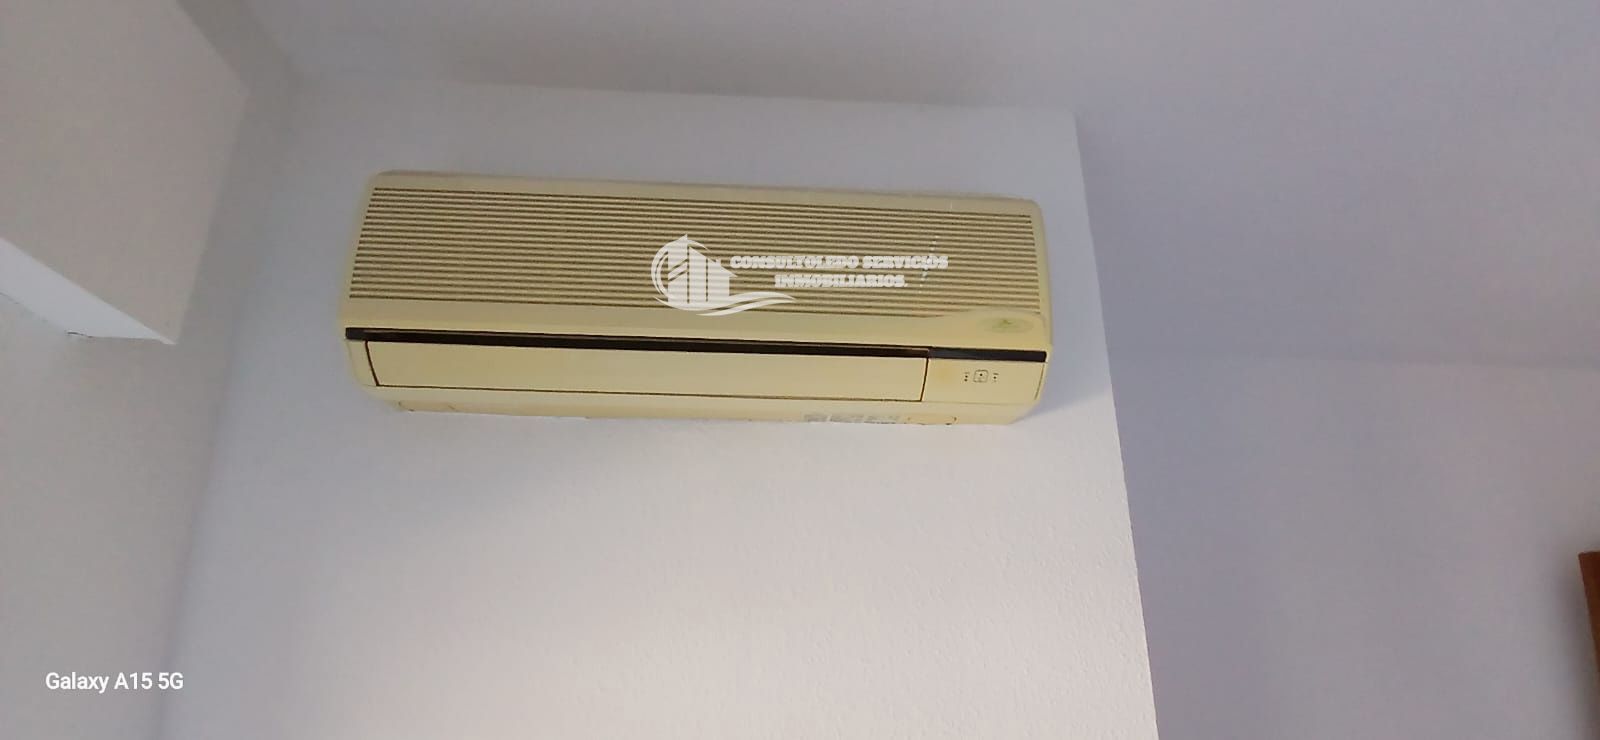 CONSULTOLEDO SERVICIOS
INMOBILIARIOS
Galaxy A15 5G